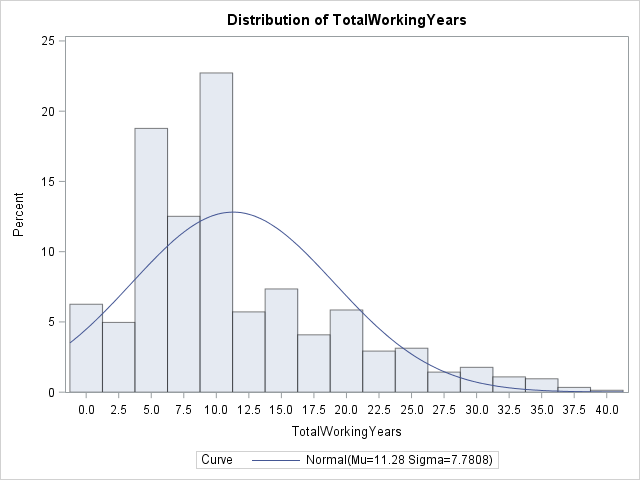 Distribution of TotalWorkingYears
25
20
15
10
5
0
Percent
0.0 2.5 5.0 7.5 10.0 12.5 15.0 17.5 20.0 22.5 25.0 27.5 30.0 32.5 35.0 37.5 40.0
TotalWorkingYears
Curve Normal(Mu=11.28 Sigma=7.7808)